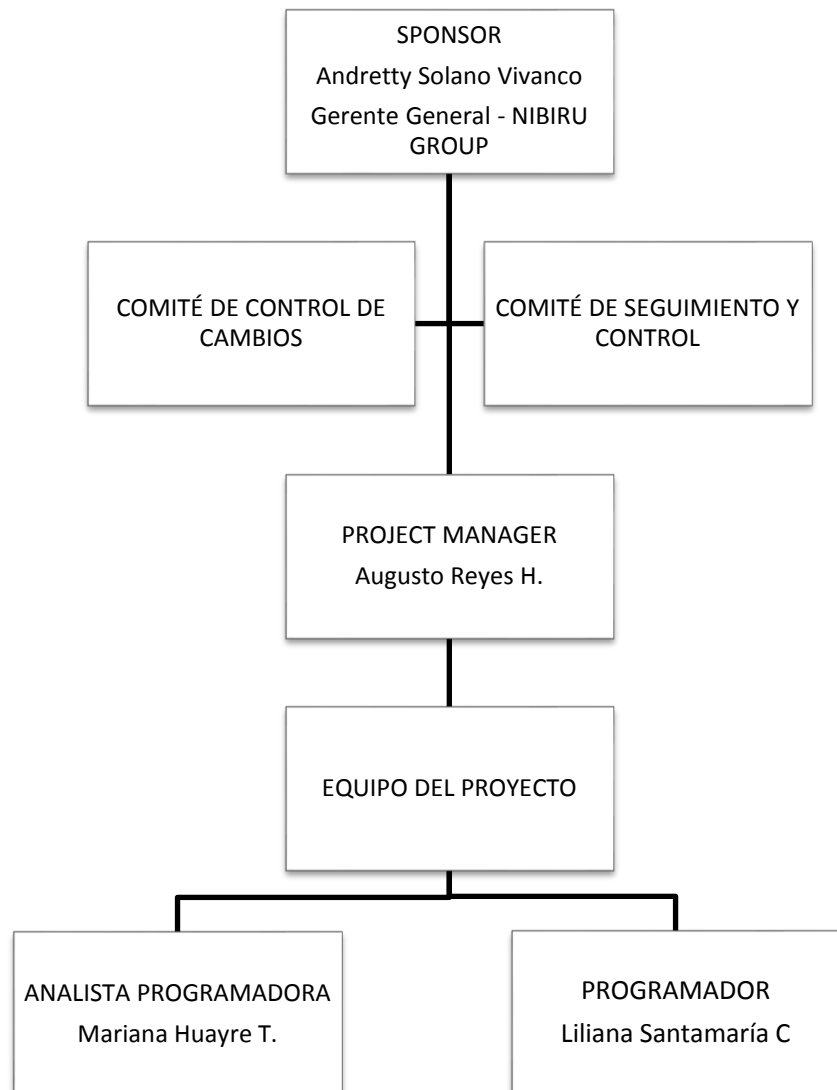 SPONSOR
Andretty Solano Vivanco
Gerente General - NIBIRU
GROUP
COMITÉ DE CONTROL DE
CAMBIOS
COMITÉ DE SEGUIMIENTO Y
CONTROL
PROJECT MANAGER
Augusto Reyes H.
EQUIPO DEL PROYECTO
ANALISTA PROGRAMADORA
Mariana Huayre T.
PROGRAMADOR
Liliana Santamaría C